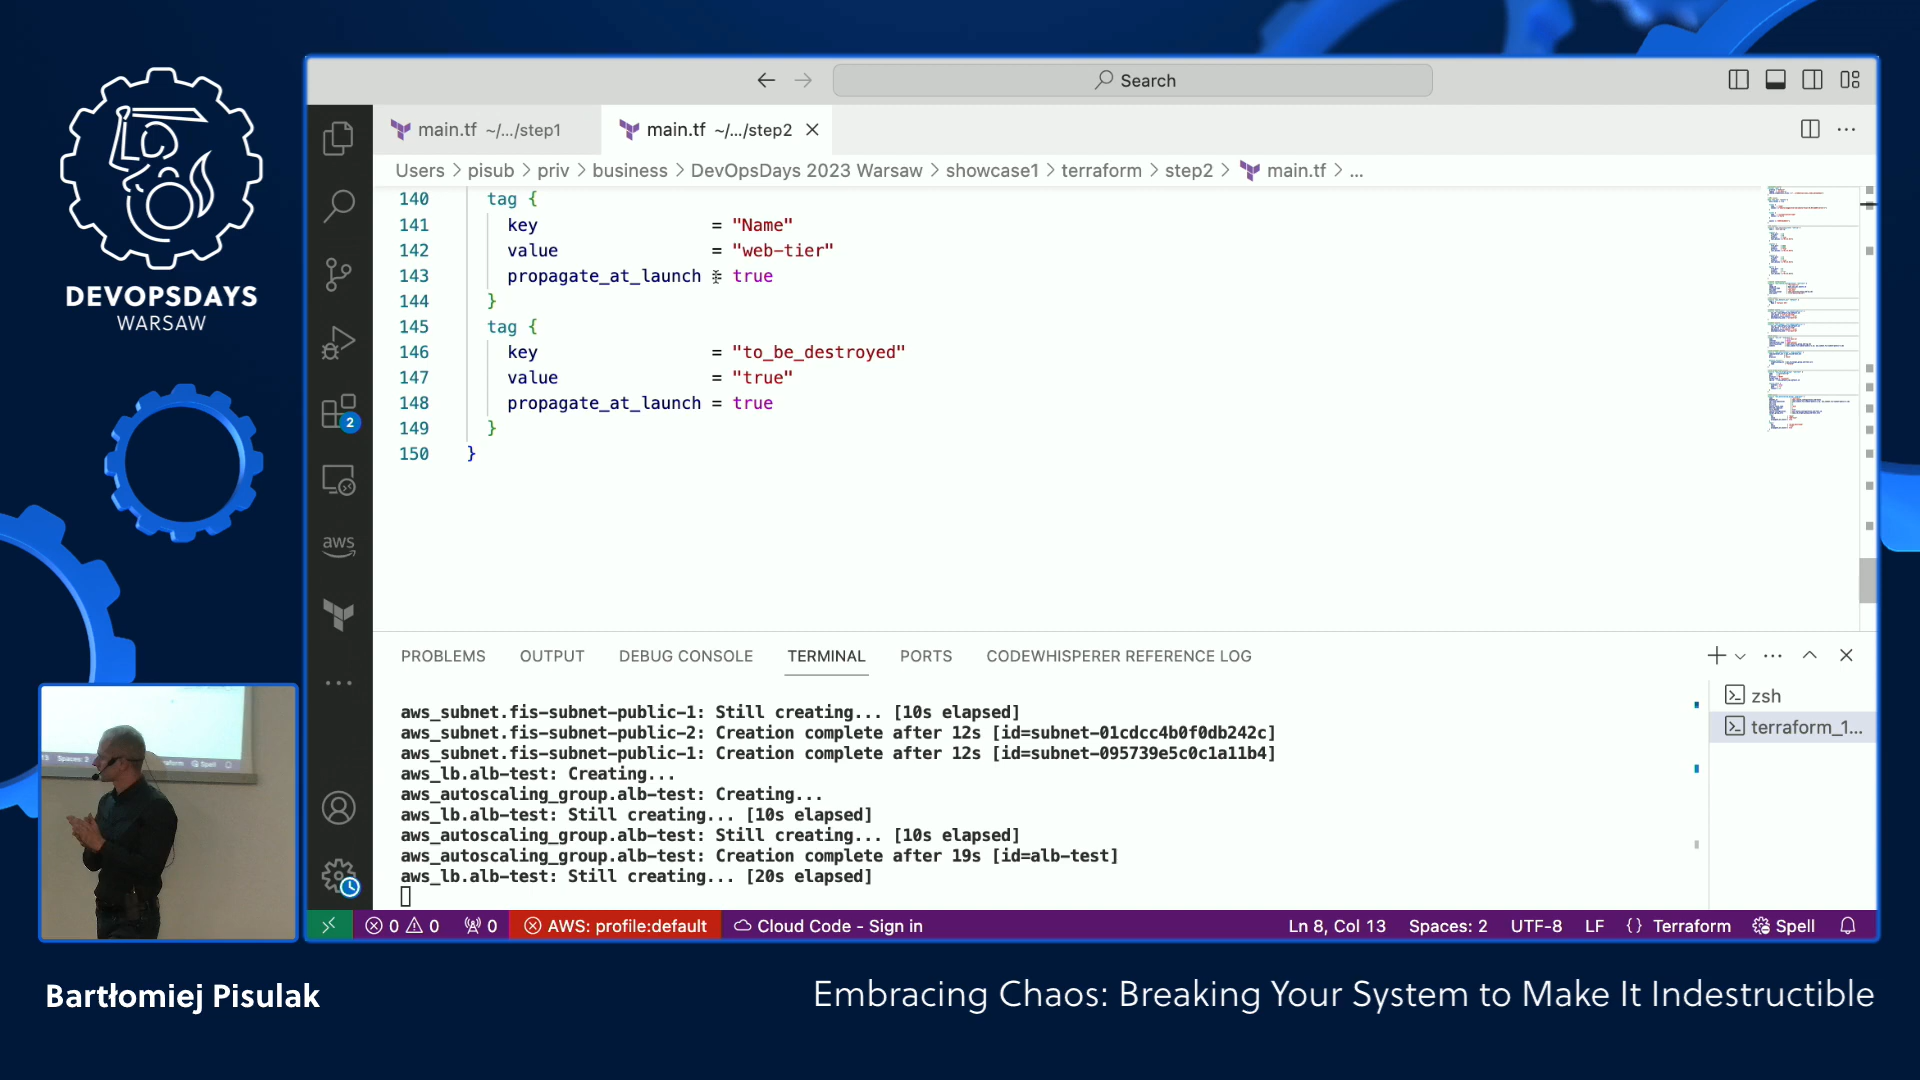 DEVOPSDAYS
WARSAW
Search
main.tf ~/.../step1
main.tf ~/.../step2
Users > pisub > priv > business > DevOpsDays 2023 Warsaw > showcase1 > terraform > step2 > main.tf > ...
140 tag {
141 key = "Name"
142 value = "web-tier"
143 propagate_at_launch = true
144 }
145 tag {
146 key = "to_be_destroyed"
147 value = "true"
148 propagate_at_launch = true
149 }
150 }
2
aws
PROBLEMS OUTPUT DEBUG CONSOLE TERMINAL PORTS CODEWHISPERER REFERENCE LOG
zsh
terraform_1...
aws_subnet.fis-subnet-public-1: Still creating... [10s elapsed]
aws_subnet.fis-subnet-public-2: Creation complete after 12s [id=subnet-01cdcc4b0f0db242c]
aws_subnet.fis-subnet-public-1: Creation complete after 12s [id=subnet-095739e5c0c1a11b4]
aws_lb.alb-test: Creating...
aws_autoscaling_group.alb-test: Creating...
aws_lb.alb-test: Still creating... [10s elapsed]
aws_autoscaling_group.alb-test: Still creating... [10s elapsed]
aws_autoscaling_group.alb-test: Creation complete after 19s [id=alb-test]
aws_lb.alb-test: Still creating... [20s elapsed]
0 0 0 AWS: profile:default Cloud Code - Sign in Ln 8, Col 13 Spaces: 2 UTF-8 LF {} Terraform Spell
Bartłomiej Pisulak
Embracing Chaos: Breaking Your System to Make It Indestructible